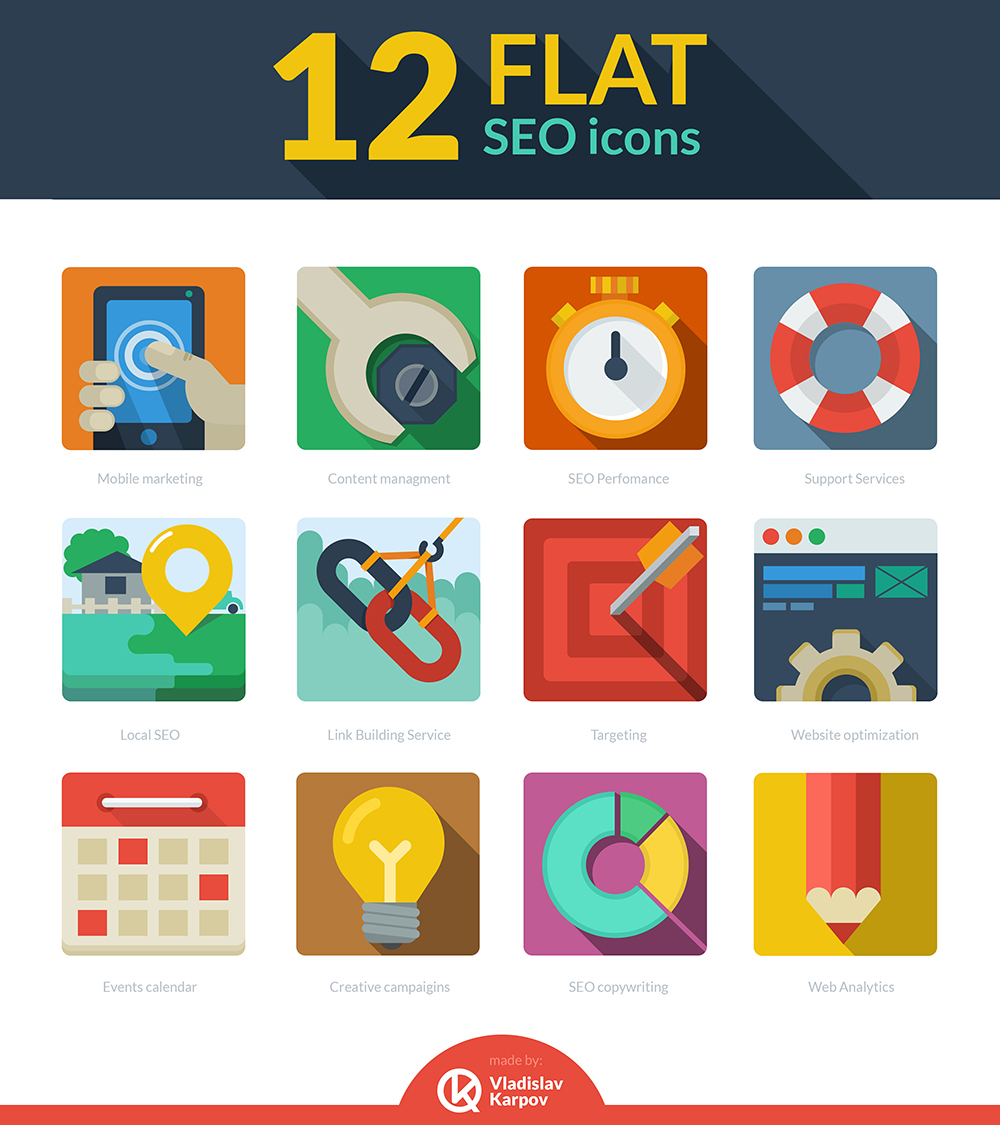 12 FLAT
SEO icons
Mobile marketing
Content managment
SEO Perfomance
Support Services
Local SEO
Link Building Service
Targeting
Website optimization
Events calendar
Creative campaigins
SEO copywriting
Web Analytics
made by:
Vladislav
Karpov